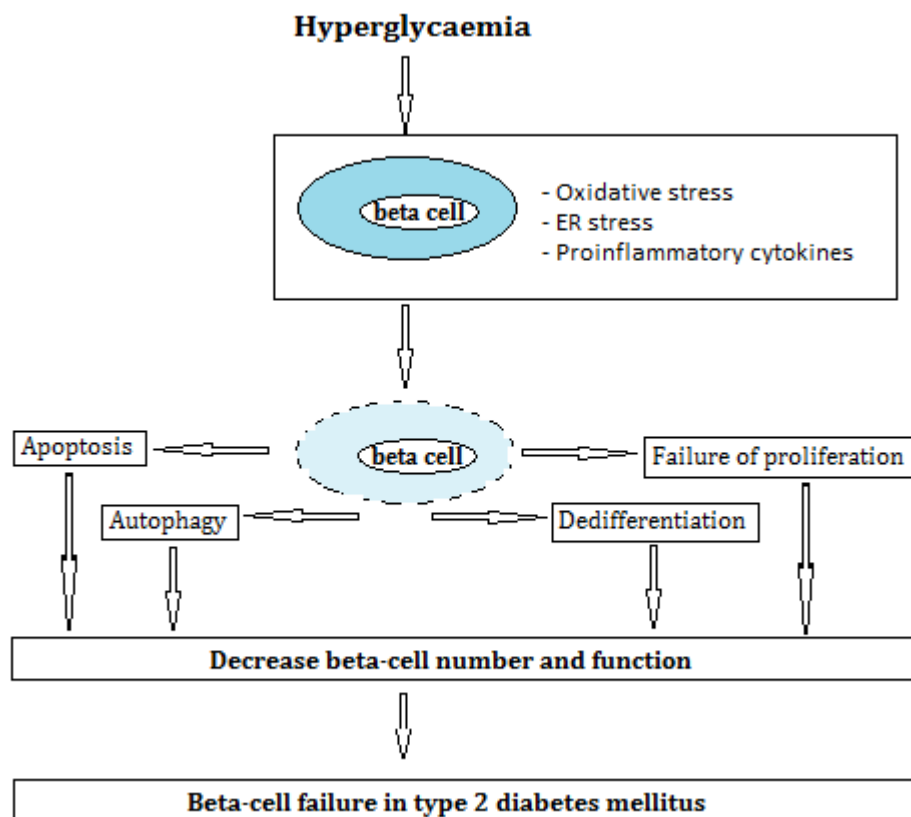 Hyperglycaemia
beta cell
- Oxidative stress
- ER stress
- Proinflammatory cytokines
beta cell
Apoptosis
Failure of proliferation
Autophagy
Dedifferentiation
Decrease beta-cell number and function
Beta-cell failure in type 2 diabetes mellitus